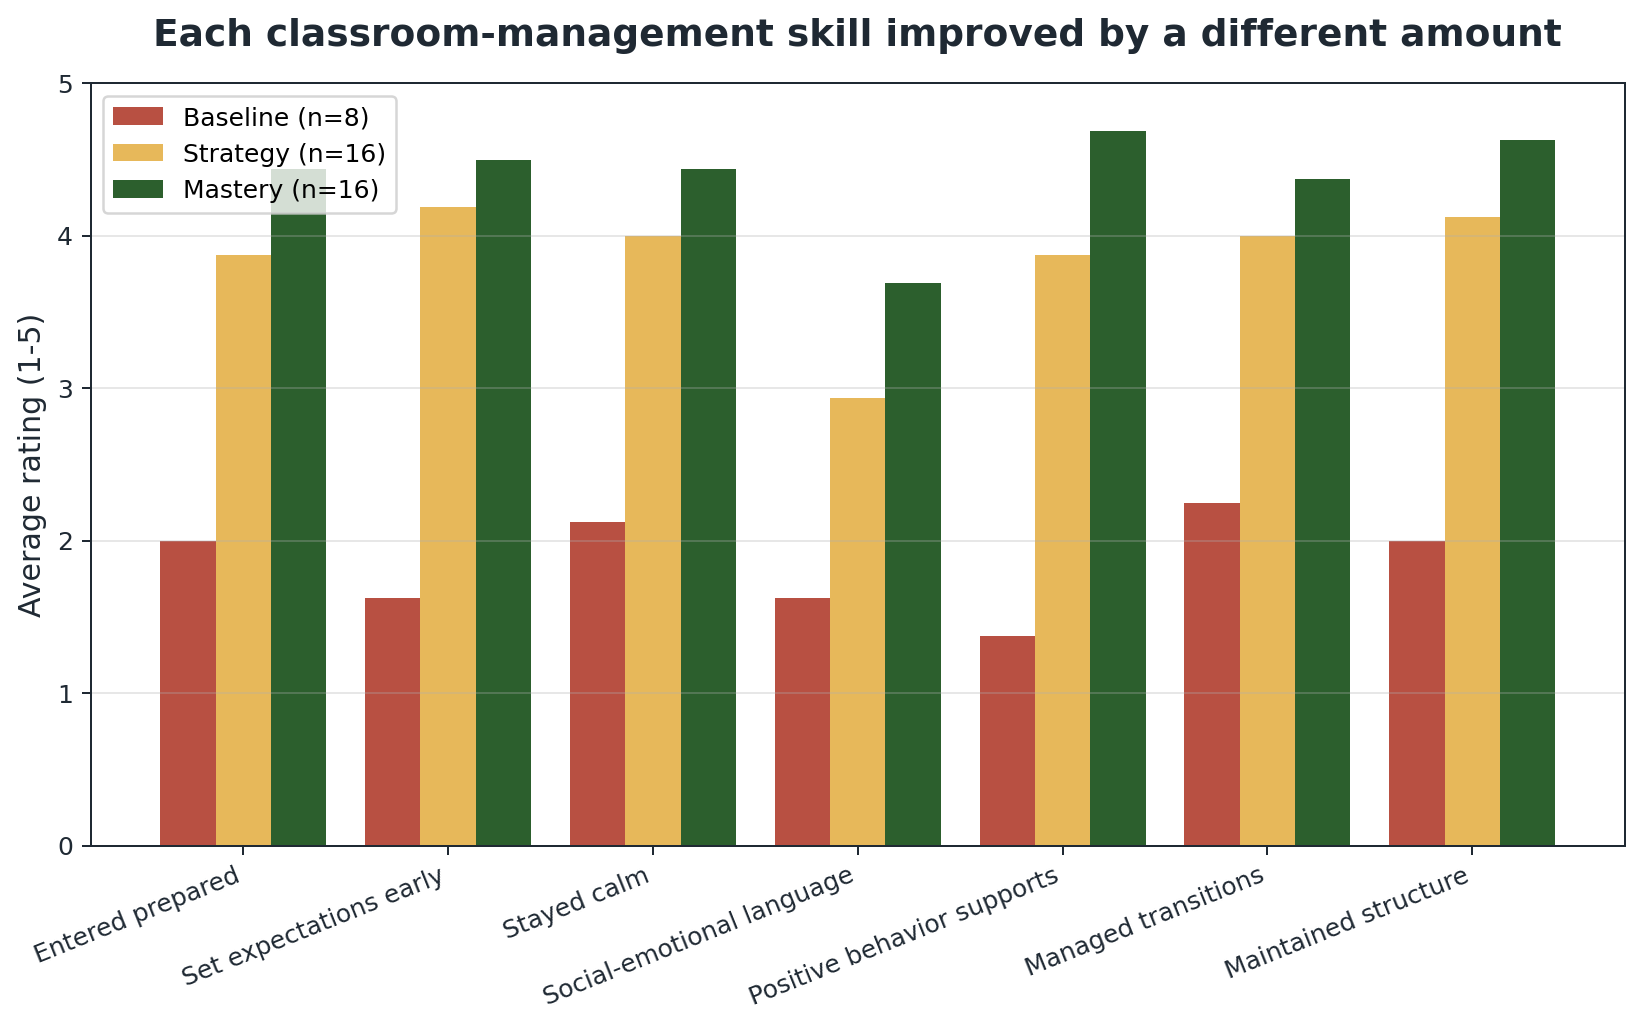 Each classroom-management skill improved by a different amount
Baseline (n=8)
Strategy (n=16)
Mastery (n=16)
Average rating (1-5)
5
4
3
2
1
0
Entered prepared
Set expectations early
Stayed calm
Social-emotional language
Positive behavior supports
Managed transitions
Maintained structure